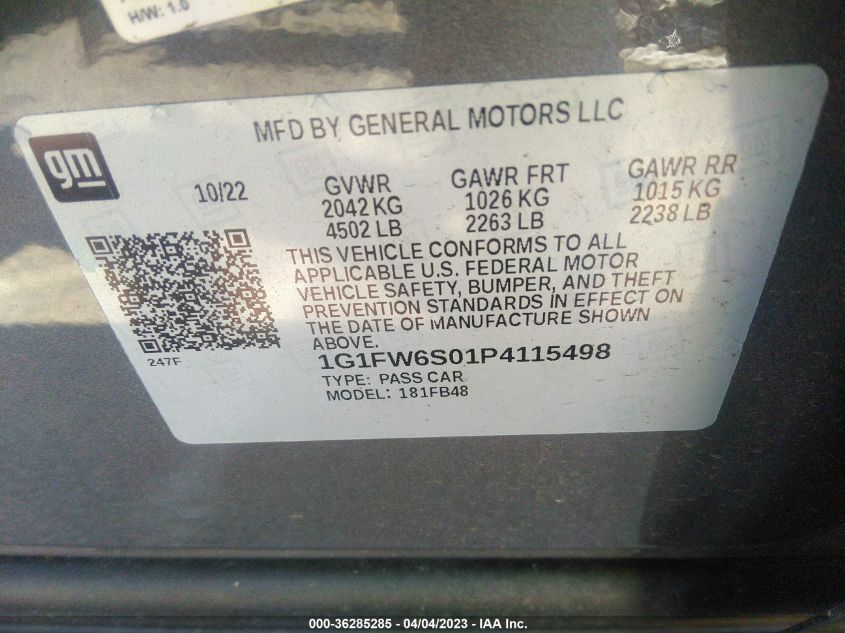 H/W: 1.0
MFD BY GENERAL MOTORS LLC
gm
10/22
GVWR
2042 KG
4502 LB
GAWR FRT
1026 KG
2263 LB
GAWR RR
1015 KG
2238 LB
THIS VEHICLE CONFORMS TO ALL
APPLICABLE U.S. FEDERAL MOTOR
VEHICLE SAFETY, BUMPER, AND THEFT
PREVENTION STANDARDS IN EFFECT ON
THE DATE OF MANUFACTURE SHOWN
ABOVE.
247F
1G1FW6S01P4115498
TYPE: PASS CAR
MODEL: 181FB48
000-36285285 - 04/04/2023 - IAA Inc.